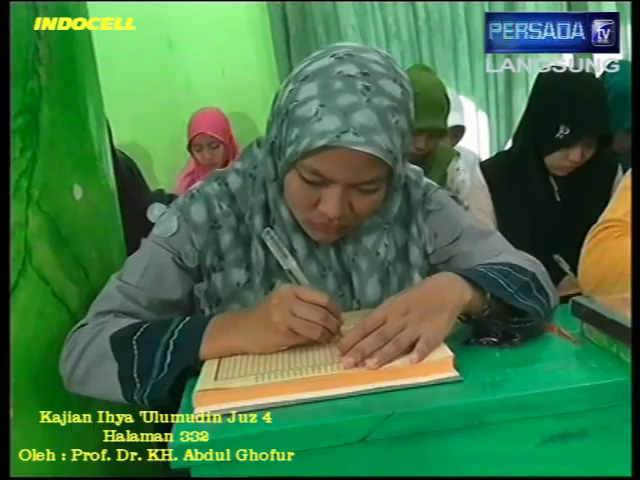 INDOCELL
PERSADA TV
LANGSUNG
Kajian Ihya 'Ulumudin Juz 4
Halaman 332
Oleh : Prof. Dr. KH. Abdul Ghofur